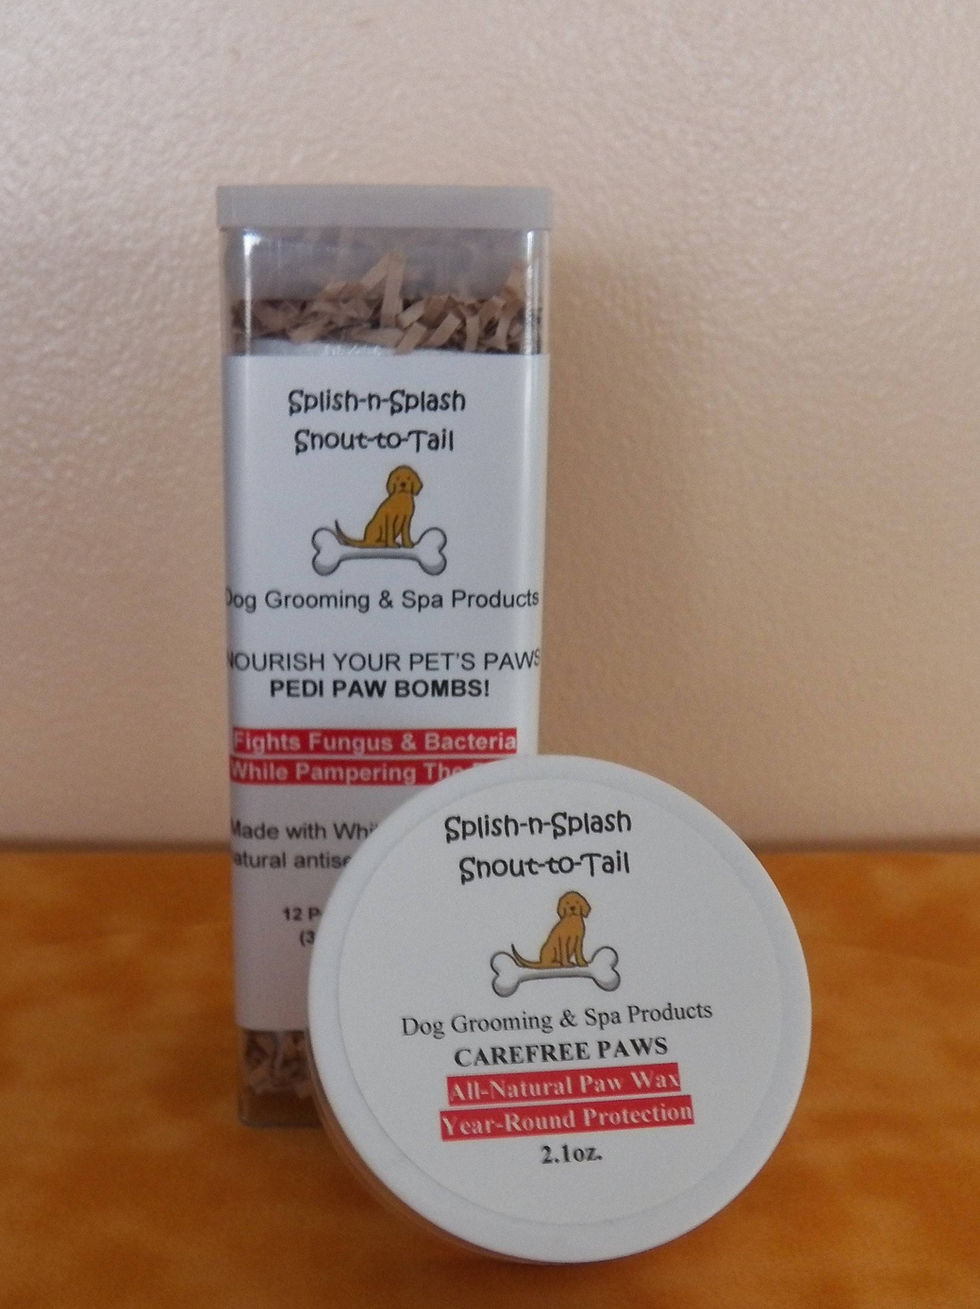 Splish-n-Splash
Snout-to-Tail
Dog Grooming & Spa Products
NOURISH YOUR PET'S PAWS
PEDI PAW BOMBS!
Fights Fungus & Bacteria
While Pampering The
Made with
natural
12
Splish-n-Splash
Snout-to-Tail
Dog Grooming & Spa Products
CAREFREE PAWS
All-Natural Paw Wax
Year-Round Protection
2.1oz.